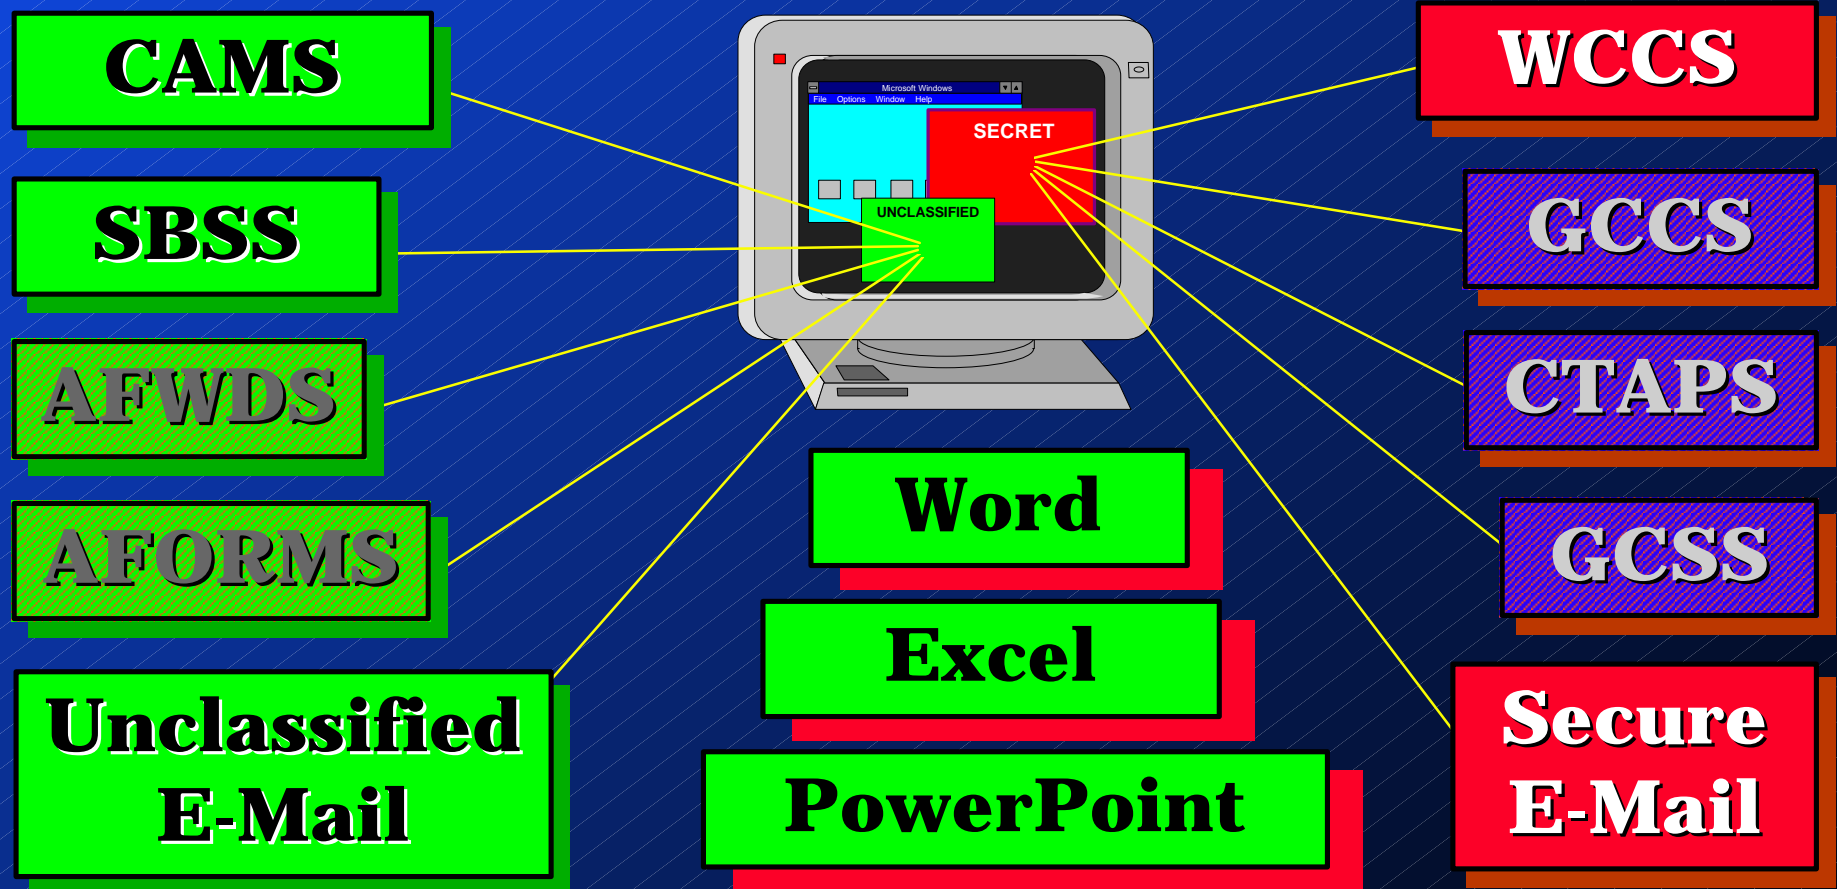 CAMS
SBSS
AFWDS
AFORMS
Unclassified
E-Mail
Microsoft Windows
File Options Window Help
SECRET
UNCLASSIFIED
Word
Excel
PowerPoint
WCCS
GCCS
CTAPS
GCSS
Secure
E-Mail